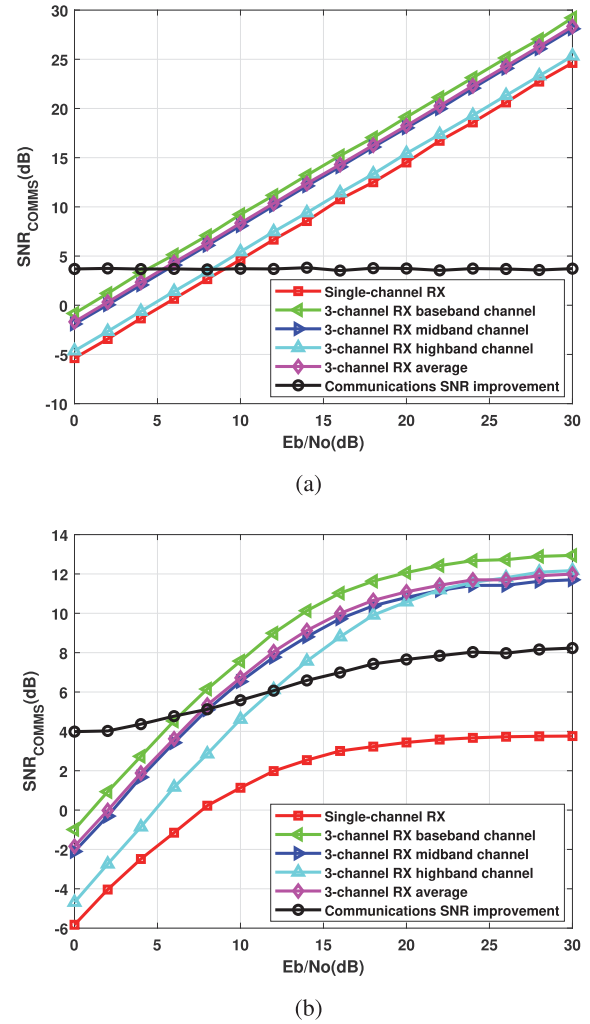 30
25
20
15
10
5
0
-5
-10
SNR_COMMS(dB)
Single-channel RX
3-channel RX baseband channel
3-channel RX midband channel
3-channel RX highband channel
3-channel RX average
Communications SNR improvement
0 5 10 15 20 25 30
Eb/No(dB)
(a)
14
12
10
8
6
4
2
0
-2
-4
-6
SNR_COMMS(dB)
Single-channel RX
3-channel RX baseband channel
3-channel RX midband channel
3-channel RX highband channel
3-channel RX average
Communications SNR improvement
0 5 10 15 20 25 30
Eb/No(dB)
(b)